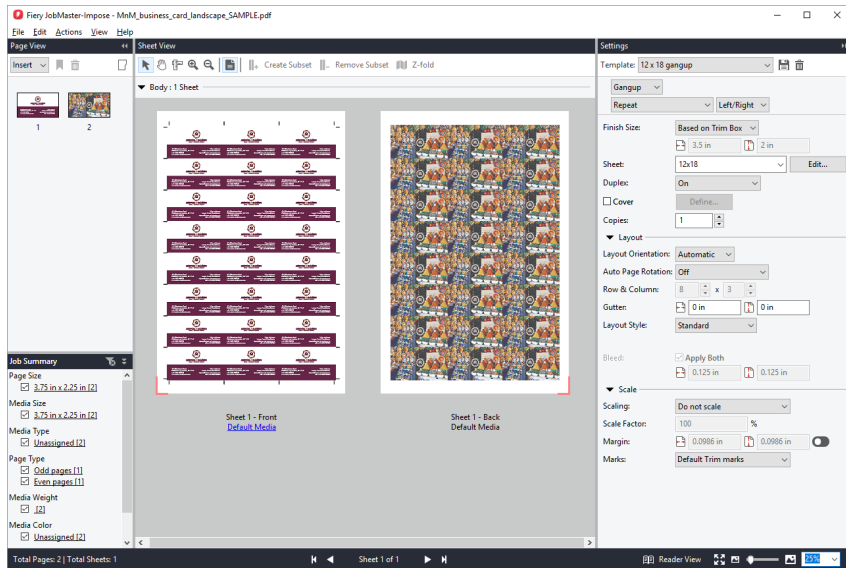 Fiery JobMaster-Impose - MnM_business_card_landscape_SAMPLE.pdf
File Edit Actions View Help
Page View
Sheet View
Settings
Insert
Create Subset
Remove Subset
Z-fold
Template: 12 x 18 gangup
Body : 1 Sheet
Gangup
Repeat
Left/Right
1
2
Finish Size: Based on Trim Box
3.5 in
2 in
Sheet: 12x18
Edit...
Duplex: On
Cover
Define...
Copies: 1
Layout
Layout Orientation: Automatic
Auto Page Rotation: Off
Row & Column: 8 x 3
Gutter: 0 in
0 in
Layout Style: Standard
Bleed: Apply Both
0.125 in
0.125 in
Scale
Scaling: Do not scale
Scale Factor: 100 %
Margin: 0.0986 in
0.0986 in
Marks: Default Trim marks
Job Summary
Page Size
3.75 in x 2.25 in [2]
Media Size
3.75 in x 2.25 in [2]
Media Type
Unassigned [2]
Page Type
Odd pages [1]
Even pages [1]
Media Weight
[2]
Media Color
Unassigned [2]
Sheet 1 - Front
Default Media
Sheet 1 - Back
Default Media
Total Pages: 2 | Total Sheets: 1
Sheet 1 of 1
Reader View
25%